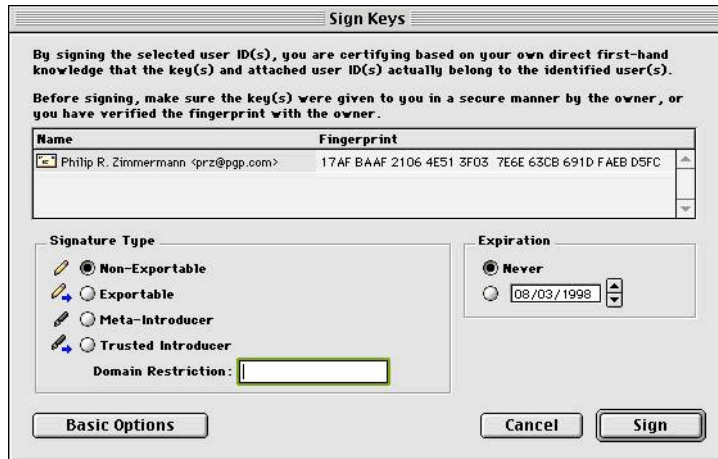 Sign Keys
By signing the selected user ID(s), you are certifying based on your own direct first-hand
knowledge that the key(s) and attached user ID(s) actually belong to the identified user(s).
Before signing, make sure the key(s) were given to you in a secure manner by the owner, or
you have verified the fingerprint with the owner.
Name Fingerprint
Philip R. Zimmermann <prz@pgp.com> 17AF BAAF 2106 4E51 3F03 7E6E 63CB 691D FAEB D5FC
Signature Type
Non-Exportable
Exportable
Meta-Introducer
Trusted Introducer
Domain Restriction:
Expiration
Never
08/03/1998
Basic Options
Cancel
Sign